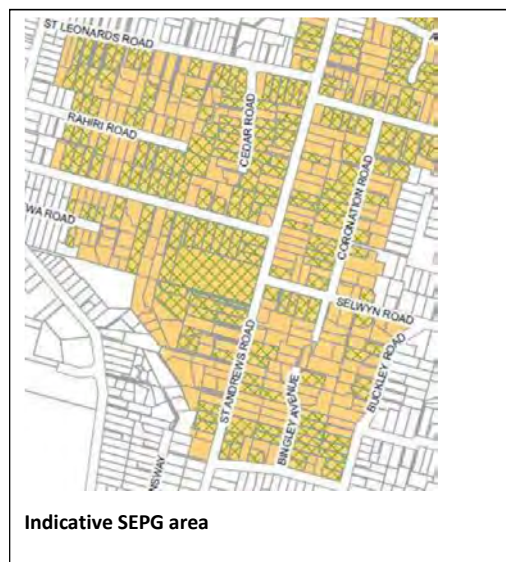 ST LEONARDS ROAD
RAHIRI ROAD
CEDAR ROAD
CORONATION ROAD
WA ROAD
SELWYN ROAD
ST ANDREWS ROAD
BINGLEY AVENUE
BUCKLEY ROAD
NSWAY
Indicative SEPG area